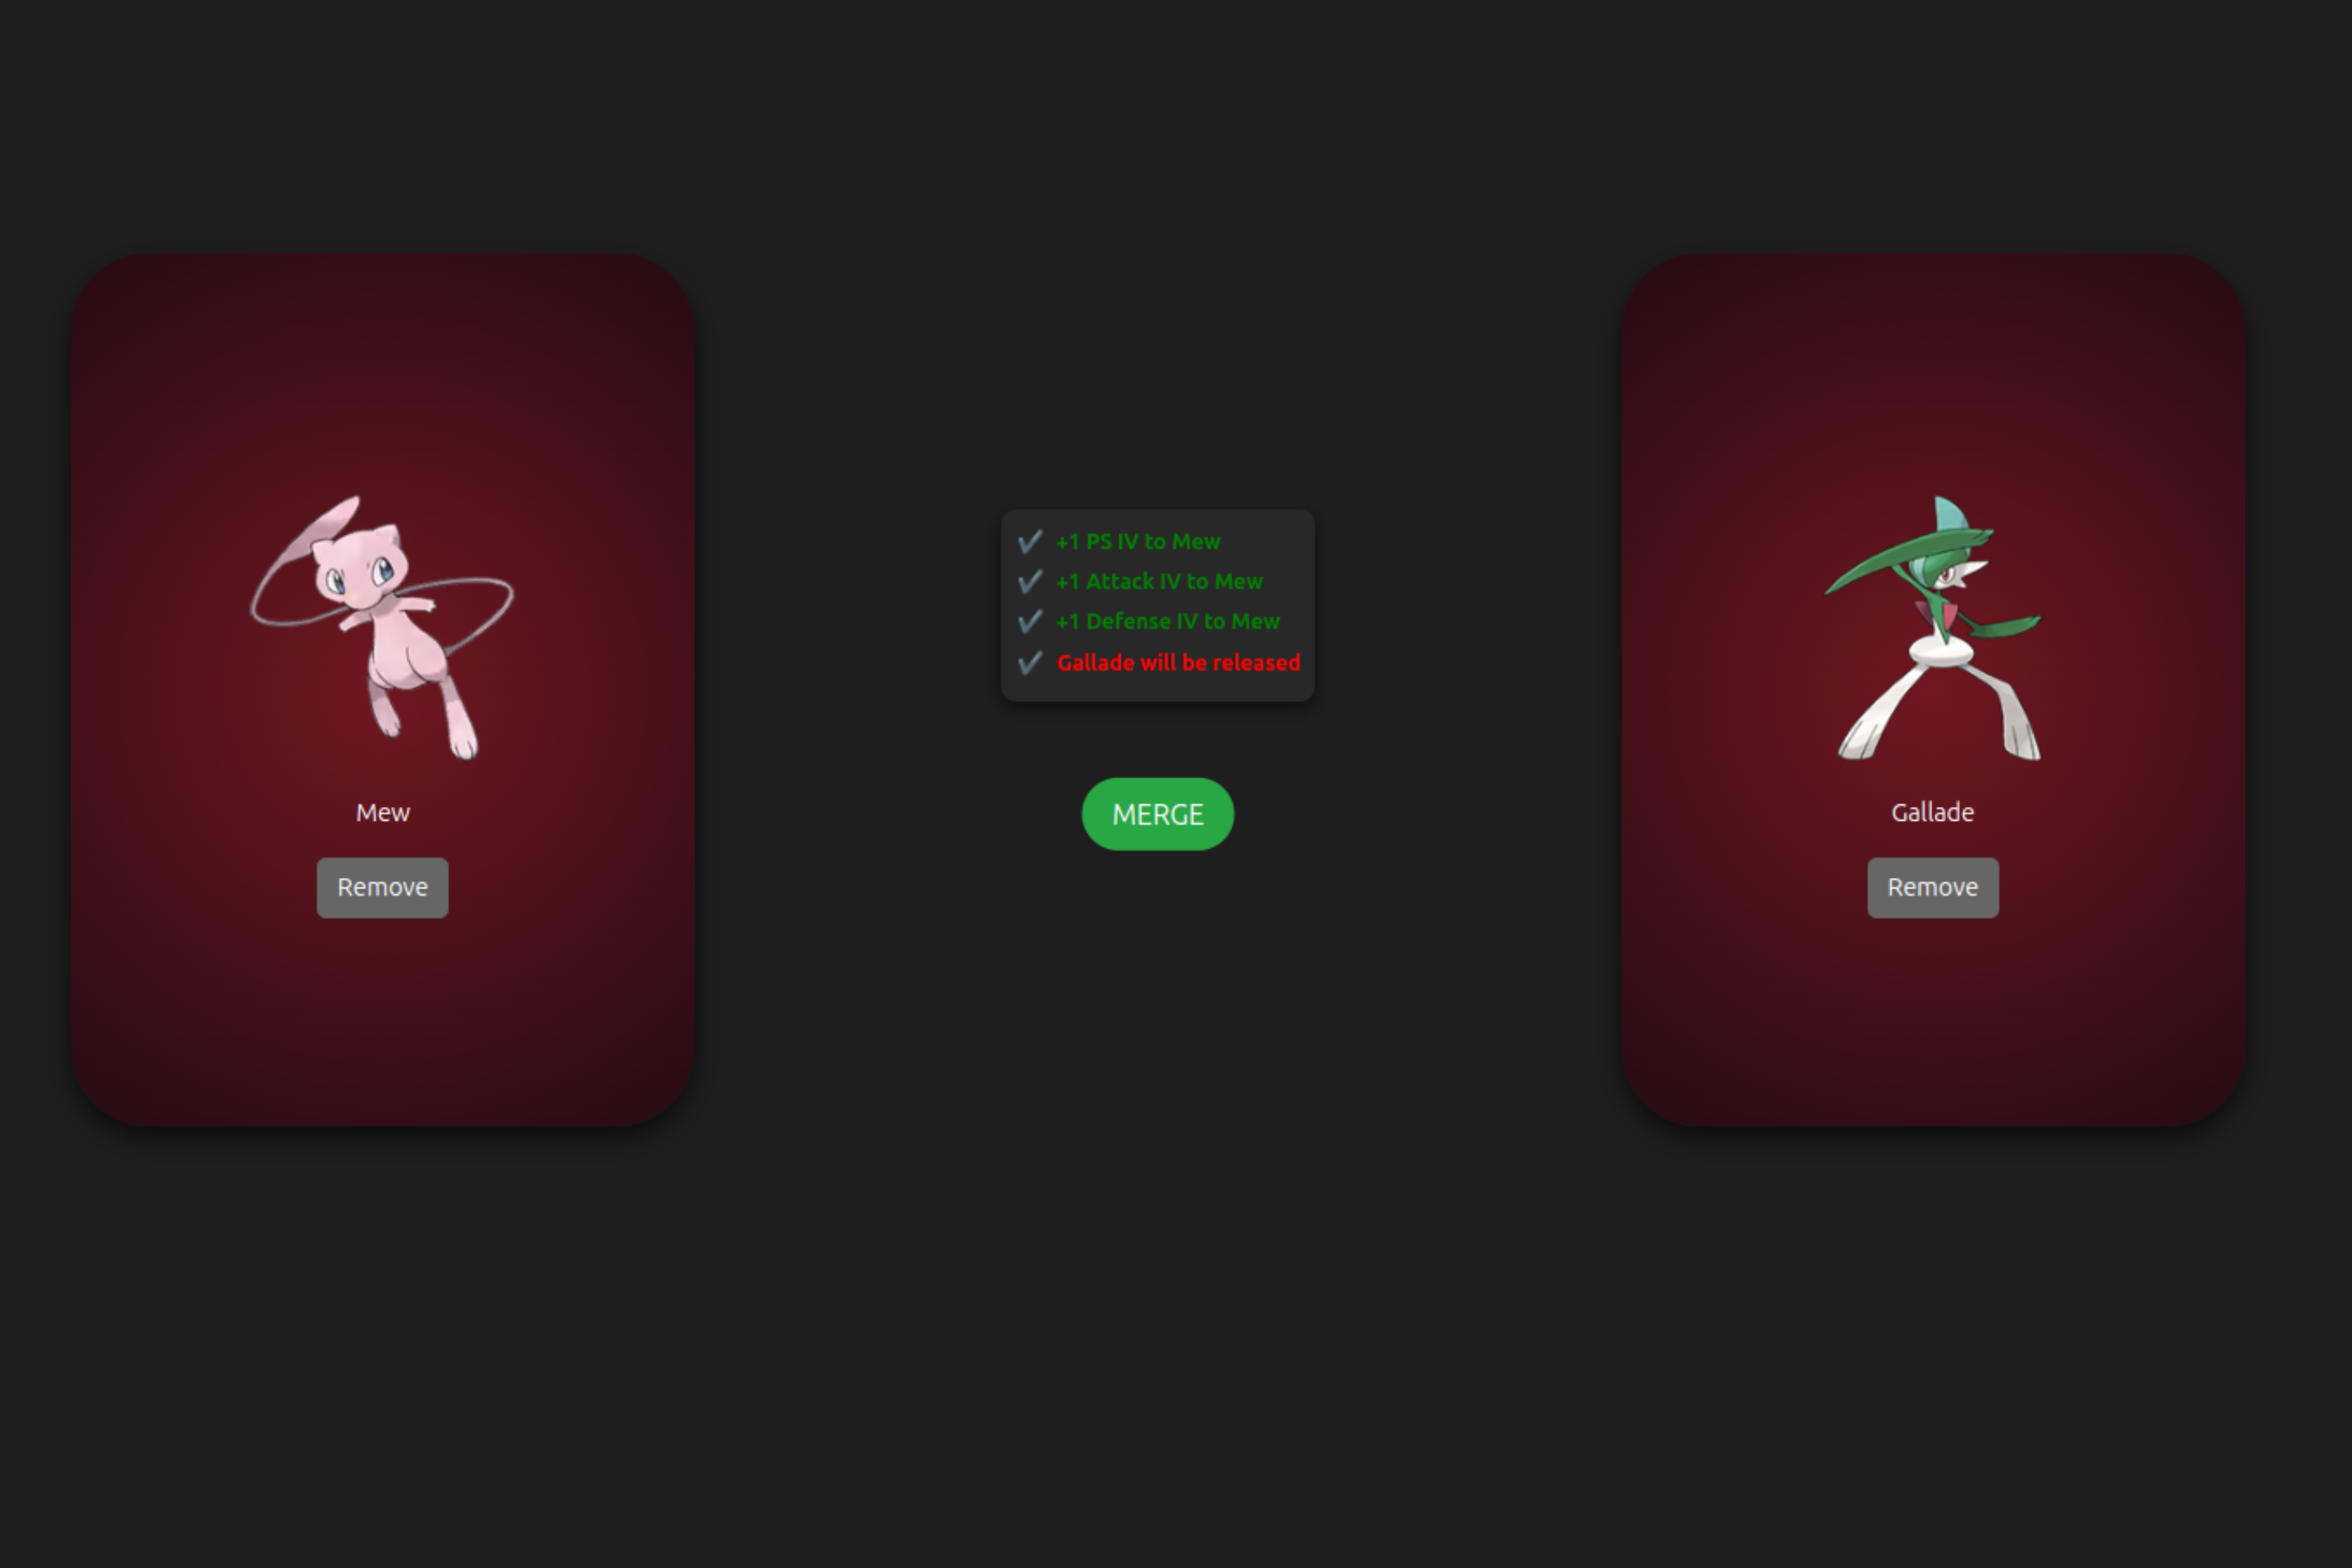 +1 PS IV to Mew
+1 Attack IV to Mew
+1 Defense IV to Mew
Gallade will be released
MERGE
Mew
Remove
Gallade
Remove